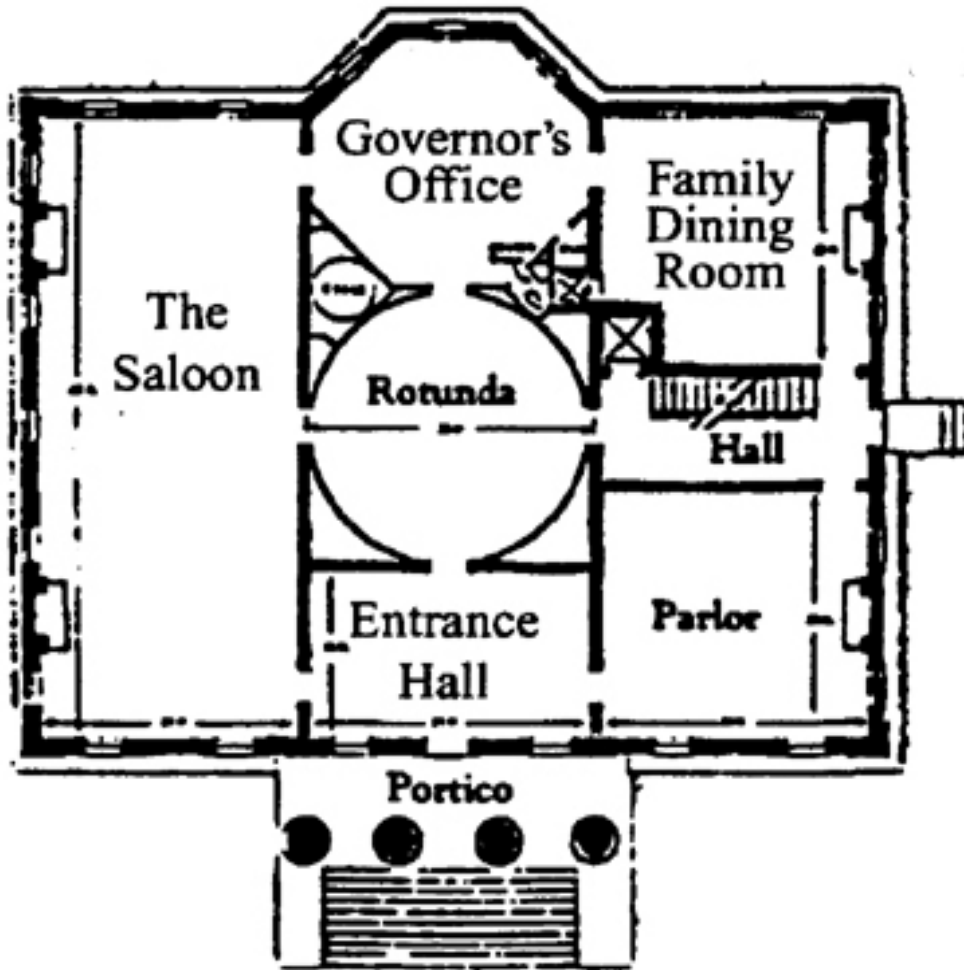 Governor's
Office
Family
Dining
Room
The
Saloon
Rotunda
Hall
Entrance
Hall
Parlor
Portico